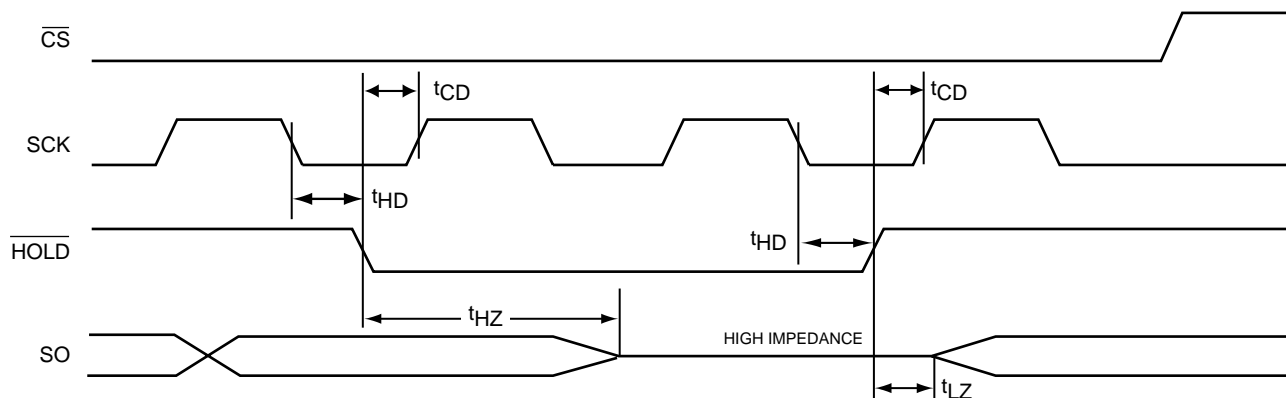 CS
tCD
tCD
SCK
tHD
HOLD
tHD
tHZ
HIGH IMPEDANCE
SO
tLZ